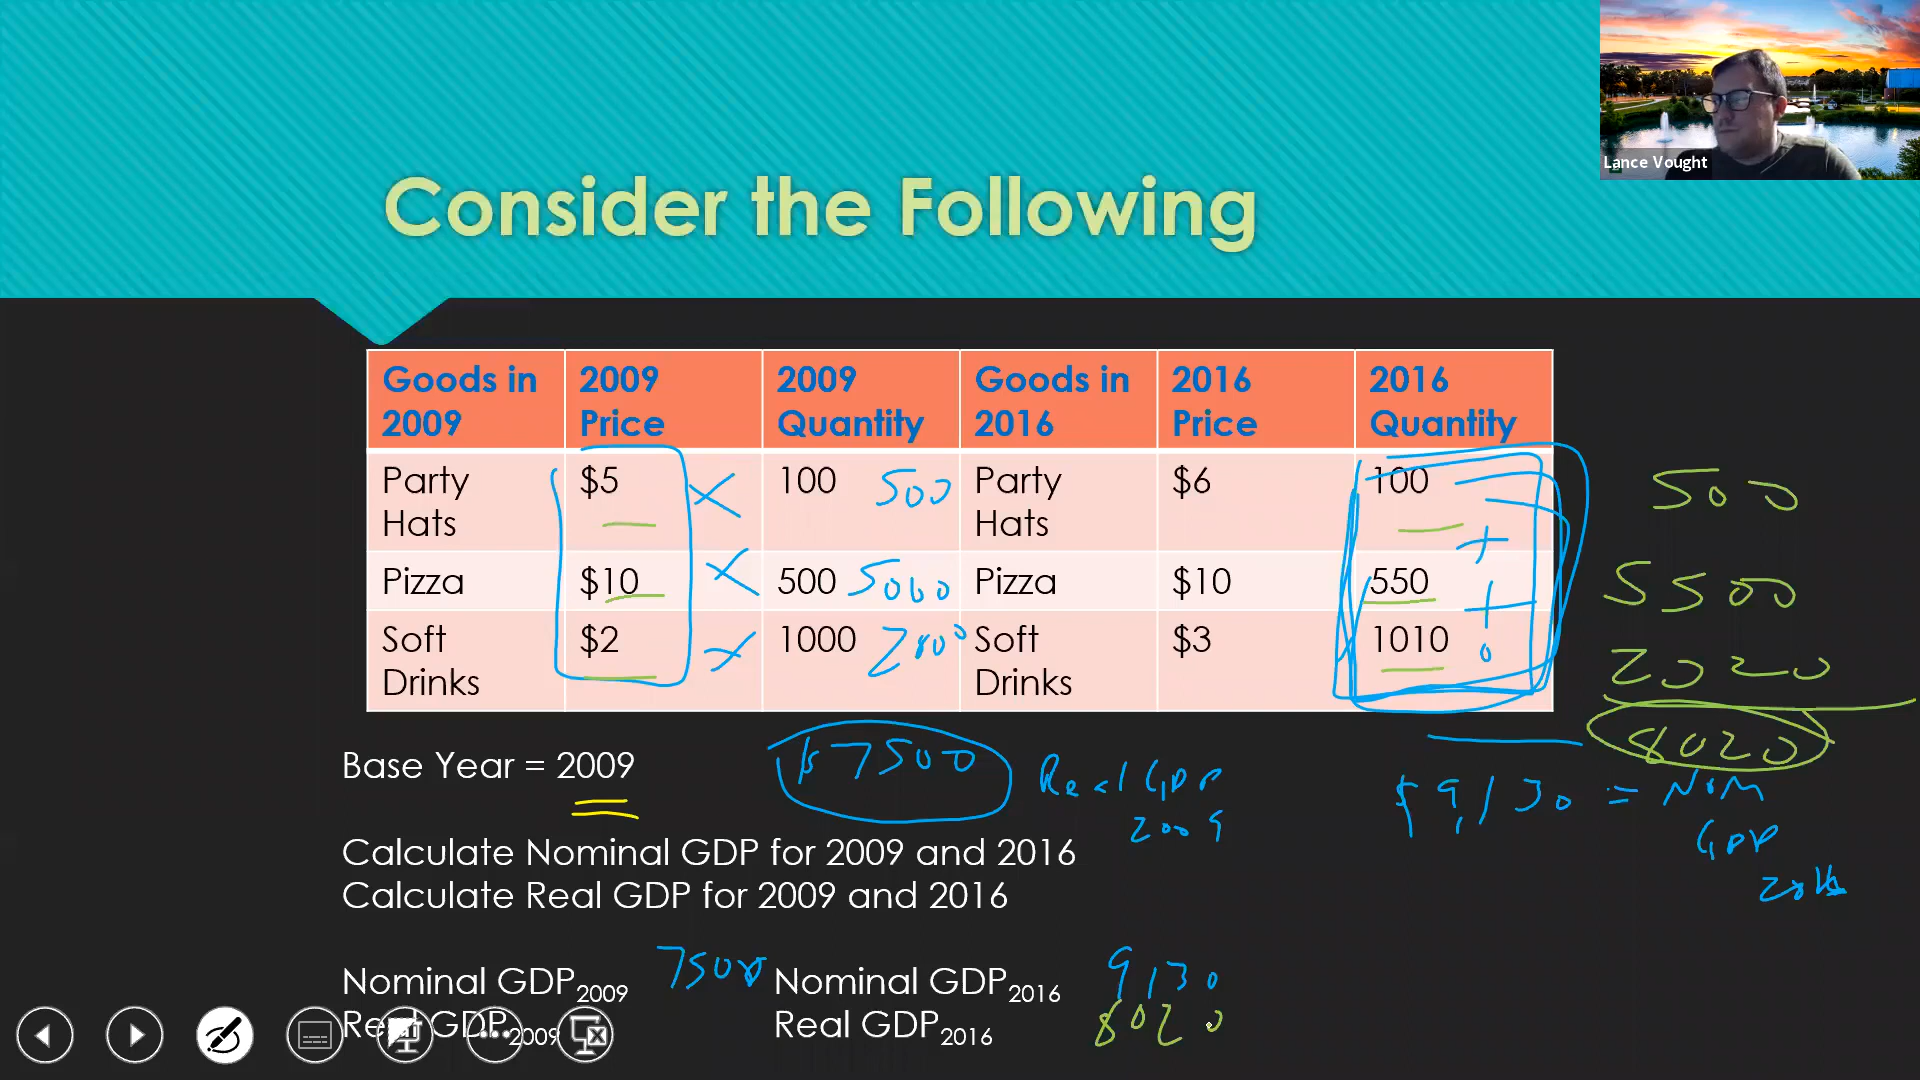 Lance Vought
Consider the Following
Goods in 2009 2009 Price 2009 Quantity Goods in 2016 2016 Price 2016 Quantity
Party Hats $5 × 100 500 Party Hats $6 100 + 500
Pizza $10 × 500 5000 Pizza $10 550 + 5500
Soft Drinks $2 × 1000 2000 Soft Drinks $3 1010 2020
8020
Base Year = 2009 $7500 Real GDP 2009 $9,130 = Nom GDP 2016
Calculate Nominal GDP for 2009 and 2016
Calculate Real GDP for 2009 and 2016
Nominal GDP2009 7500 Nominal GDP2016 9130
Real GDP2009 Real GDP2016 8020